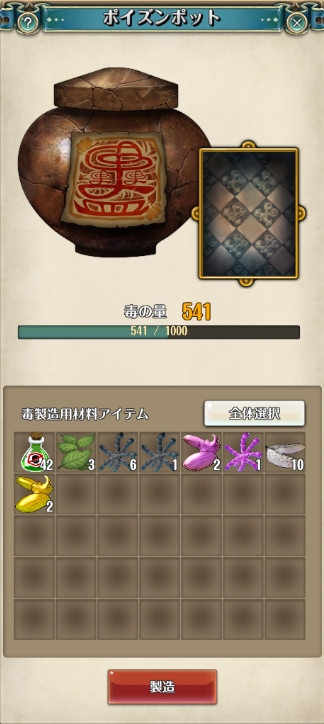 ?
ポイズンポット
毒の量 541
541 / 1000
毒製造用材料アイテム
全体選択
42 3 6 1 2 1 10
2
製造